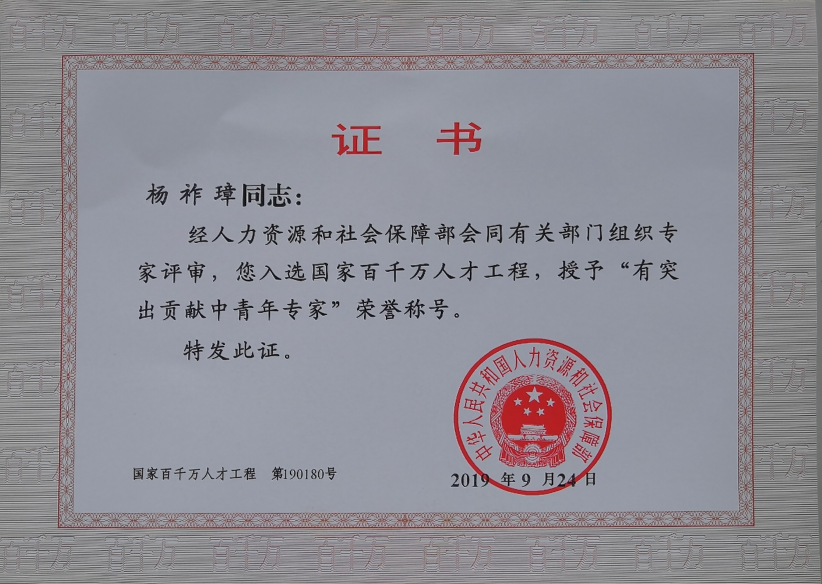 证 书
杨祚璋同志：
经人力资源和社会保障部会同有关部门组织专
家评审，您入选国家百千万人才工程，授予“有突
出贡献中青年专家”荣誉称号。
特发此证。
中华人民共和国人力资源和社会保障部
国家百千万人才工程 第190180号
2019 年 9 月 24 日
百千万